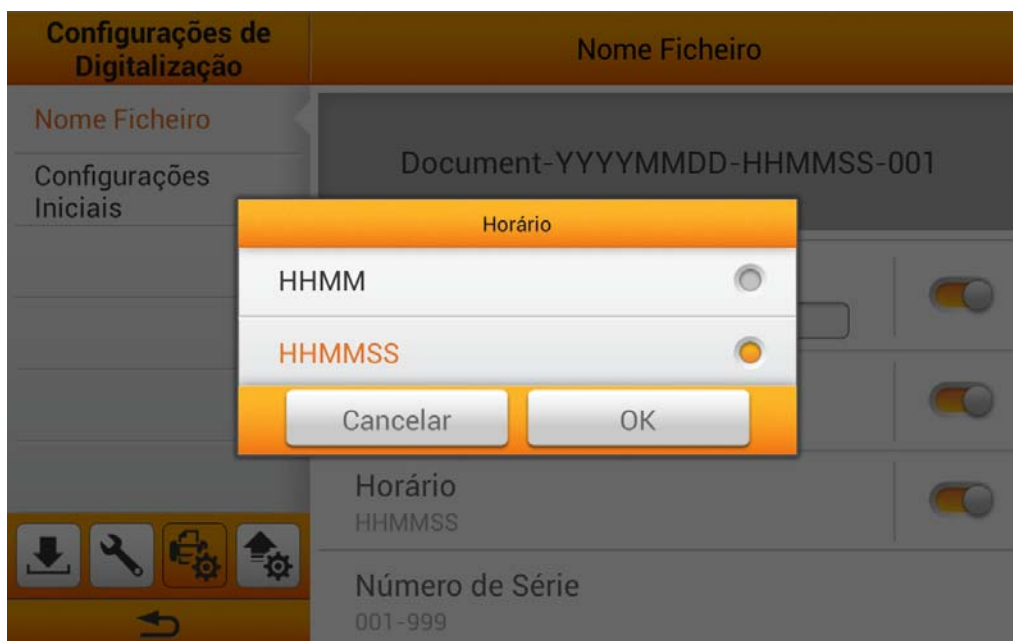 Configurações de
Digitalização
Nome Ficheiro
Nome Ficheiro
Configurações
Iniciais
Document-YYYYMMDD-HHMMSS-001
Horário
HHMM
HHMMSS
Cancelar
OK
Horário
HHMMSS
Número de Série
001-999